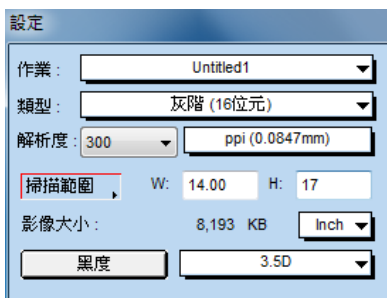 設定
作業： Untitled1
類型： 灰階 (16位元)
解析度： 300 ppi (0.0847mm)
掃描範圍 W: 14.00 H: 17
影像大小： 8,193 KB Inch
黑度 3.5D